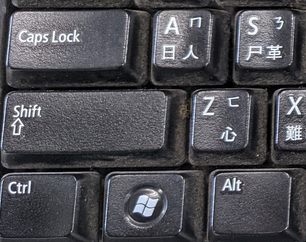 Caps Lock
A ㄇ
日 人
S ㄋ
尸 革
Shift
⇧
Z ㄈ
心
X
難
Ctrl
Alt